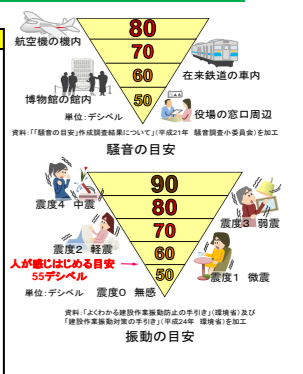 80
航空機の機内
70
在来鉄道の車内
60
博物館の館内
50
役場の窓口周辺
単位：デシベル
資料：「「騒音の目安」作成調査結果について」（平成21年　騒音調査小委員会）を加工
騒音の目安
90
震度4　中震
80
震度3　弱震
70
震度2　軽震
60
人が感じはじめる目安
55デシベル
50
震度1　微震
単位：デシベル　震度0　無感
資料：「よくわかる建設作業振動防止の手引き」（環境省）及び
「建設作業振動対策の手引き」（平成24年　環境省）を加工
振動の目安